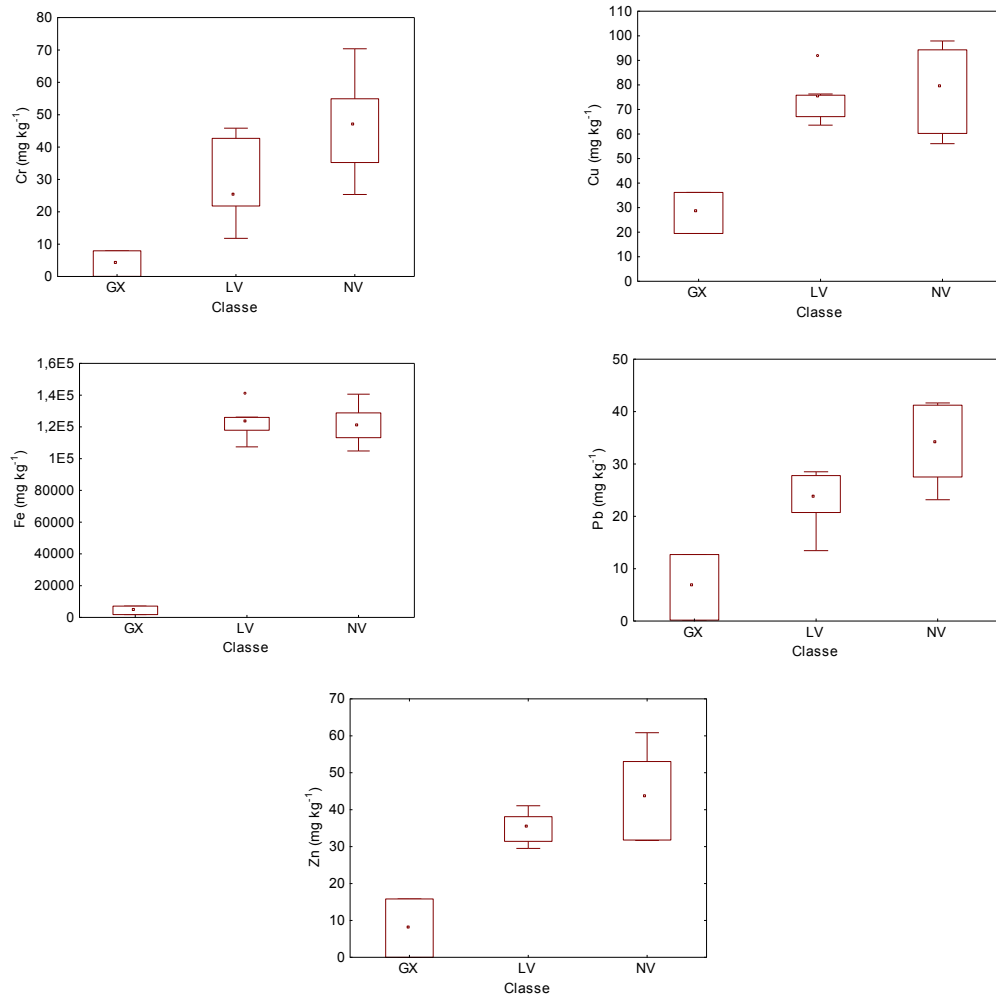 80
70
60
50
40
30
20
10
0
Cr (mg kg-1)
GX LV NV
Classe
110
100
90
80
70
60
50
40
30
20
10
0
Cu (mg kg-1)
GX LV NV
Classe
1,6E5
1,4E5
1,2E5
1E5
80000
60000
40000
20000
0
Fe (mg kg-1)
GX LV NV
Classe
50
40
30
20
10
0
Pb (mg kg-1)
GX LV NV
Classe
70
60
50
40
30
20
10
0
Zn (mg kg-1)
GX LV NV
Classe